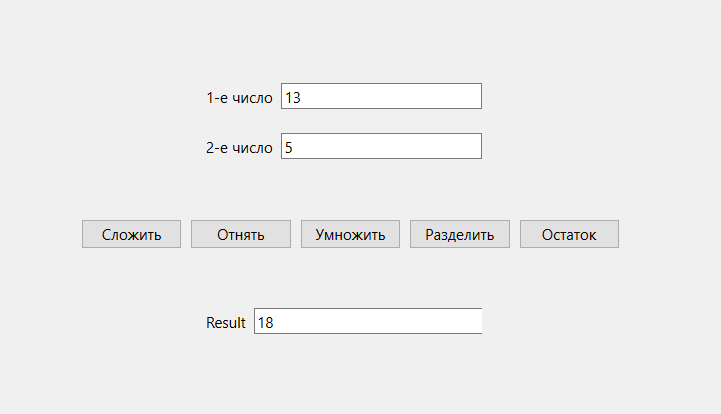 1-е число 13
2-е число 5
Сложить Отнять Умножить Разделить Остаток
Result 18